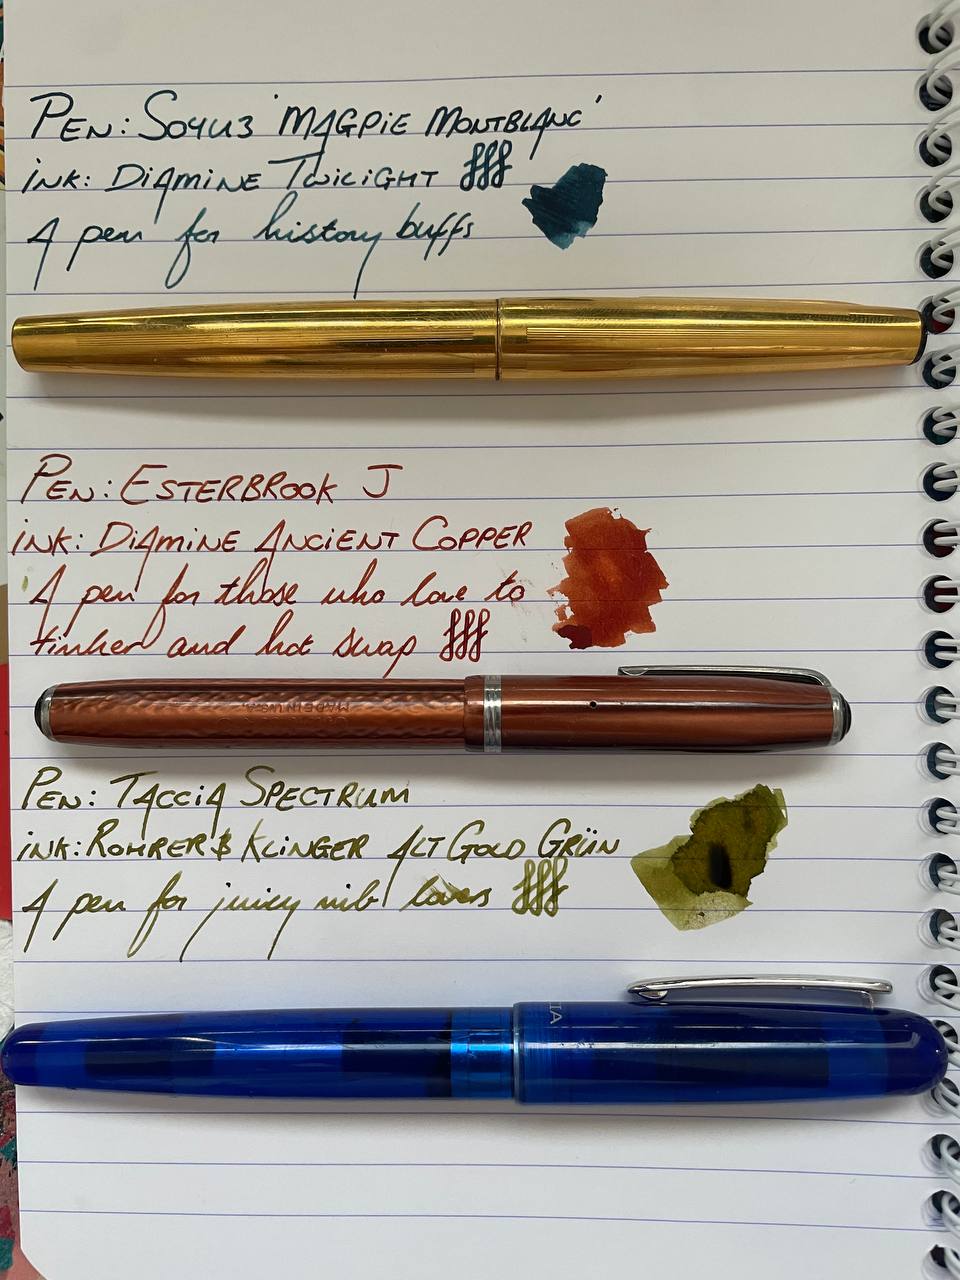 PEN: SOYU3 'MAGPIE MONTBLANC'
INK: DIAMINE TWILIGHT
A pen for history buffs
PEN: ESTERBROOK J
INK: DIAMINE ANCIENT COPPER
A pen for those who love to
tinker and hot swap
MADE IN U.S.A.
PEN: TACCIA SPECTRUM
INK: ROHRER & KLINGER ALT GOLD GRÜN
A pen for juicy nib lovers